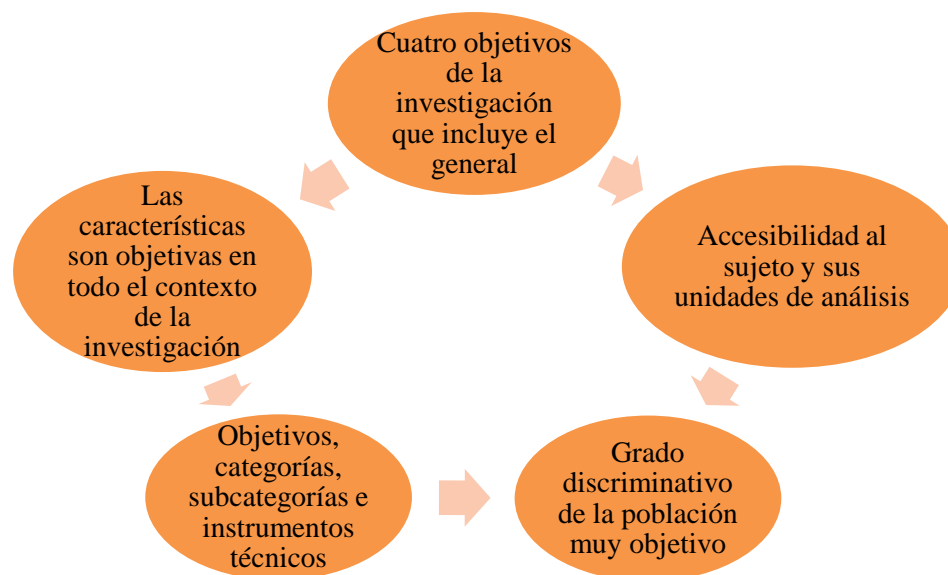 Cuatro objetivos
de la
investigación
que incluye el
general
Las
características
son objetivas en
todo el contexto
de la
investigación
Accesibilidad al
sujeto y sus
unidades de análisis
Objetivos,
categorías,
subcategorías e
instrumentos
técnicos
Grado
discriminativo
de la población
muy objetivo